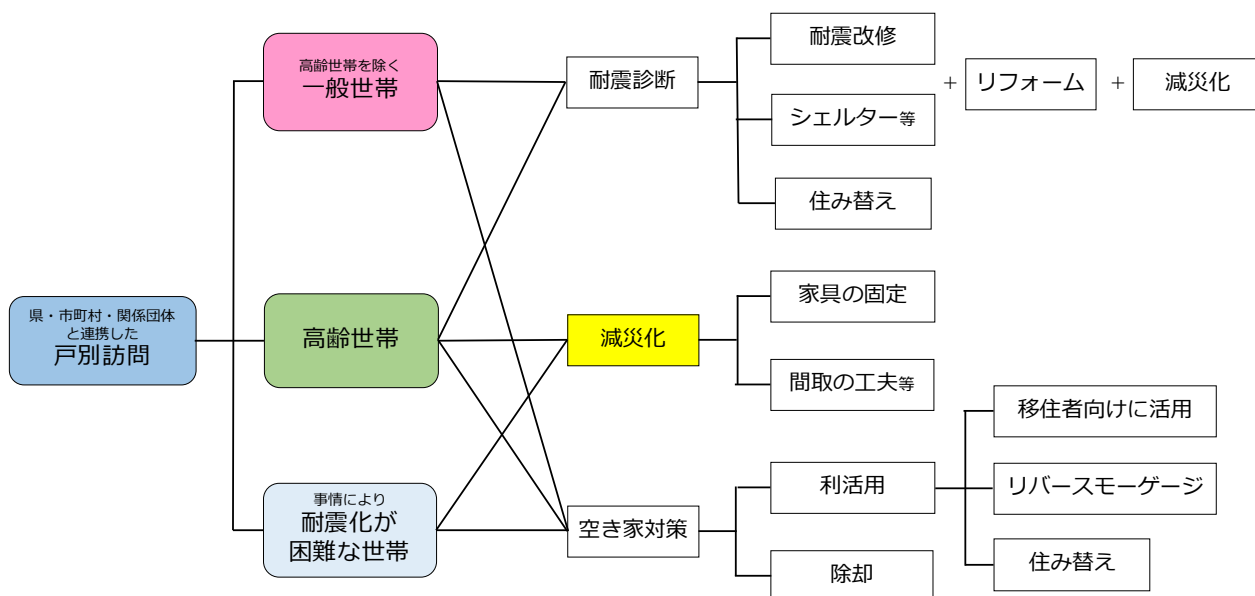 県・市町村・関係団体
と連携した
戸別訪問
高齢世帯を除く
一般世帯
高齢世帯
事情により
耐震化が
困難な世帯
耐震診断
減災化
空き家対策
耐震改修
シェルター等
住み替え
+ リフォーム + 減災化
家具の固定
間取の工夫等
利活用
除却
移住者向けに活用
リバースモーゲージ
住み替え